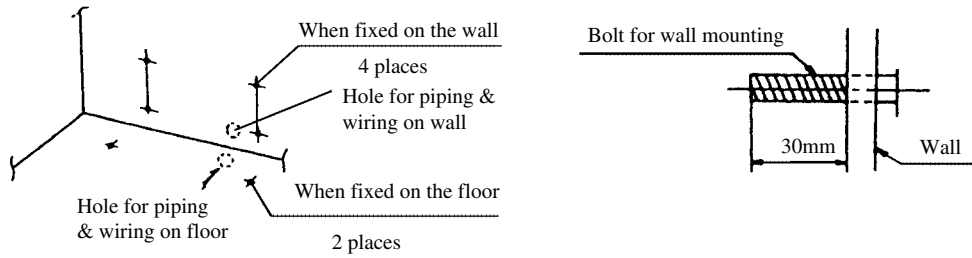 When fixed on the wall
4 places
Hole for piping &
wiring on wall
When fixed on the floor
2 places
Hole for piping
& wiring on floor
Bolt for wall mounting
30mm
Wall